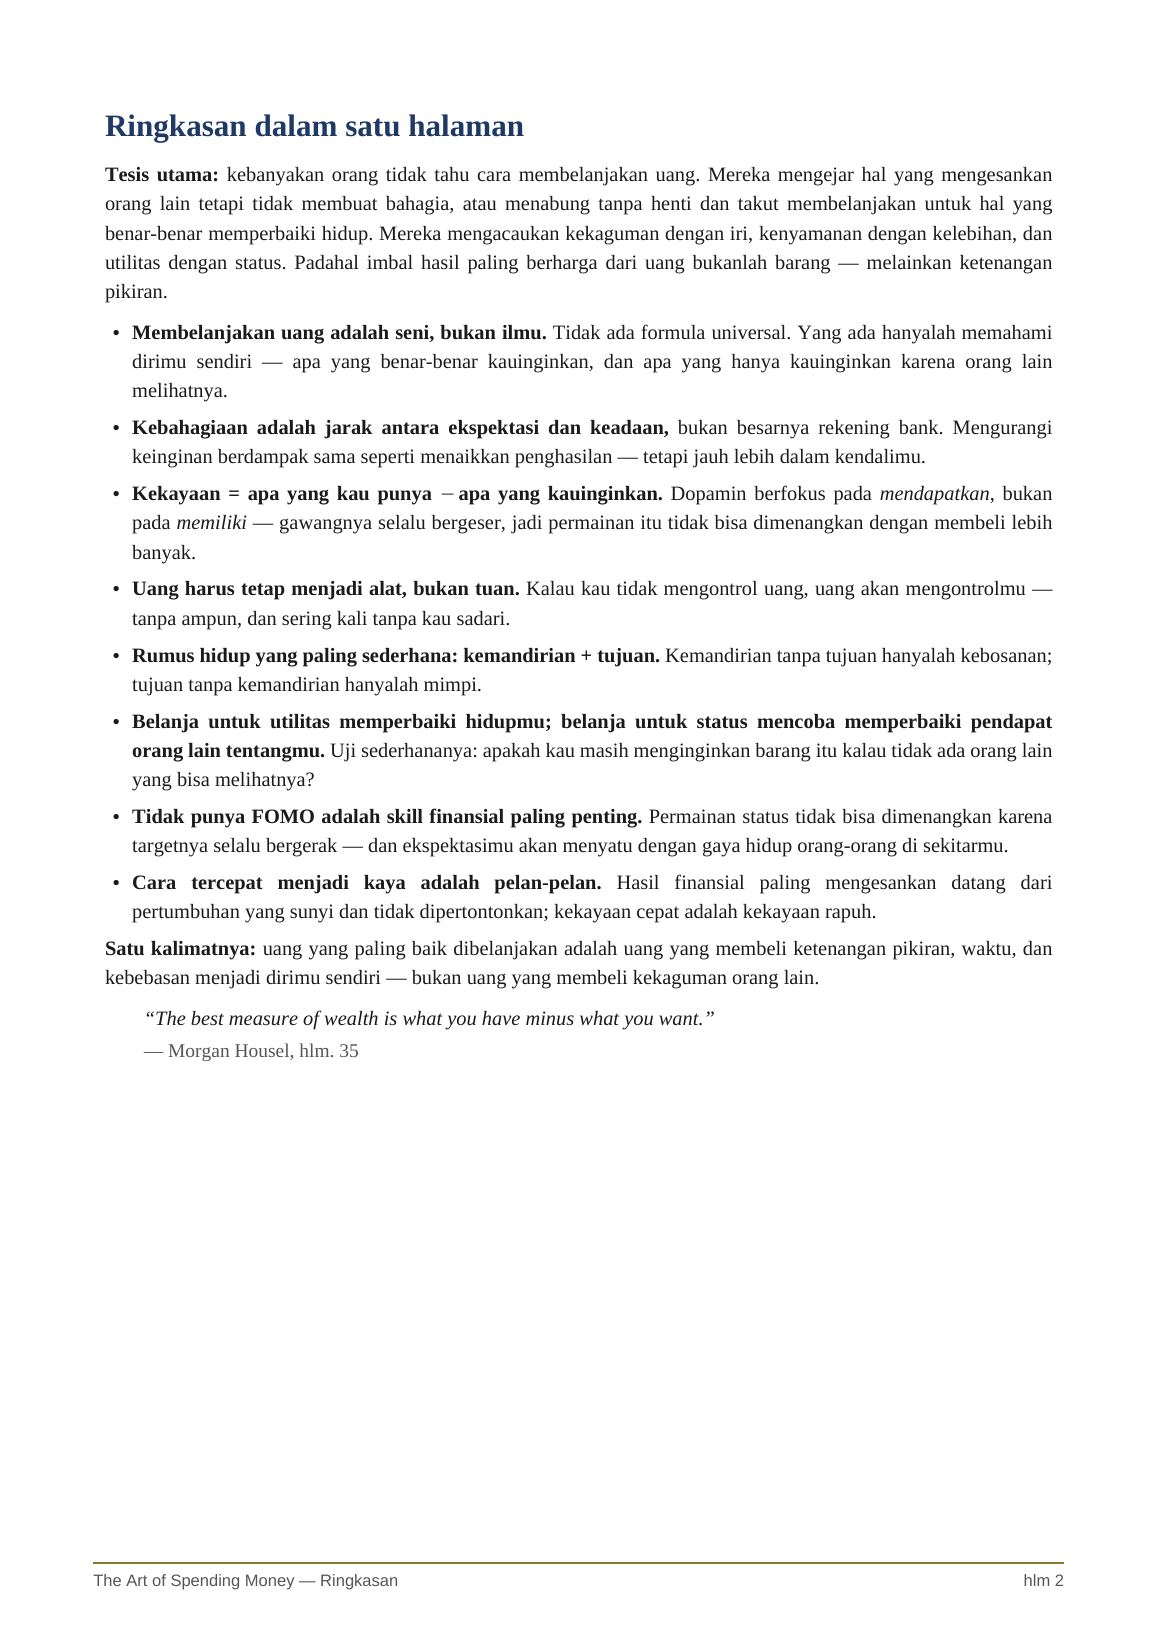 Ringkasan dalam satu halaman
Tesis utama: kebanyakan orang tidak tahu cara membelanjakan uang. Mereka mengejar hal yang mengesankan
orang lain tetapi tidak membuat bahagia, atau menabung tanpa henti dan takut membelanjakan untuk hal yang
benar-benar memperbaiki hidup. Mereka mengacaukan kekaguman dengan iri, kenyamanan dengan kelebihan, dan
utilitas dengan status. Padahal imbal hasil paling berharga dari uang bukanlah barang — melainkan ketenangan
pikiran.
• Membelanjakan uang adalah seni, bukan ilmu. Tidak ada formula universal. Yang ada hanyalah memahami
dirimu sendiri — apa yang benar-benar kauinginkan, dan apa yang hanya kauinginkan karena orang lain
melihatnya.
• Kebahagiaan adalah jarak antara ekspektasi dan keadaan, bukan besarnya rekening bank. Mengurangi
keinginan berdampak sama seperti menaikkan penghasilan — tetapi jauh lebih dalam kendalimu.
• Kekayaan = apa yang kau punya − apa yang kauinginkan. Dopamin berfokus pada mendapatkan, bukan
pada memiliki — gawangnya selalu bergeser, jadi permainan itu tidak bisa dimenangkan dengan membeli lebih
banyak.
• Uang harus tetap menjadi alat, bukan tuan. Kalau kau tidak mengontrol uang, uang akan mengontrolmu —
tanpa ampun, dan sering kali tanpa kau sadari.
• Rumus hidup yang paling sederhana: kemandirian + tujuan. Kemandirian tanpa tujuan hanyalah kebosanan;
tujuan tanpa kemandirian hanyalah mimpi.
• Belanja untuk utilitas memperbaiki hidupmu; belanja untuk status mencoba memperbaiki pendapat
orang lain tentangmu. Uji sederhananya: apakah kau masih menginginkan barang itu kalau tidak ada orang lain
yang bisa melihatnya?
• Tidak punya FOMO adalah skill finansial paling penting. Permainan status tidak bisa dimenangkan karena
targetnya selalu bergerak — dan ekspektasimu akan menyatu dengan gaya hidup orang-orang di sekitarmu.
• Cara tercepat menjadi kaya adalah pelan-pelan. Hasil finansial paling mengesankan datang dari
pertumbuhan yang sunyi dan tidak dipertontonkan; kekayaan cepat adalah kekayaan rapuh.
Satu kalimatnya: uang yang paling baik dibelanjakan adalah uang yang membeli ketenangan pikiran, waktu, dan
kebebasan menjadi dirimu sendiri — bukan uang yang membeli kekaguman orang lain.
“The best measure of wealth is what you have minus what you want.”
— Morgan Housel, hlm. 35
The Art of Spending Money — Ringkasan
hlm 2